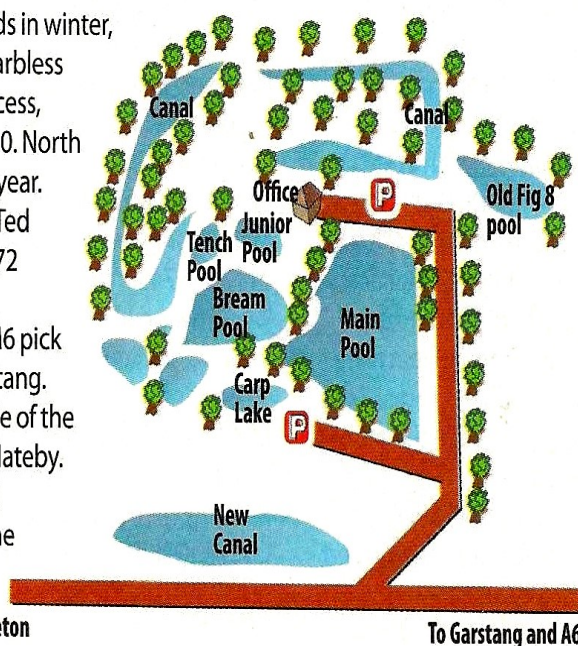 ds in winter,
arbless
cess,
0. North
year.
Ted
72
A6 pick
tang.
e of the
lateby.
ne
eton
Canal
Canal
Office
P
Old Fig 8
pool
Junior
Pool
Tench
Pool
Bream
Pool
Main
Pool
Carp
Lake
P
New
Canal
To Garstang and A6